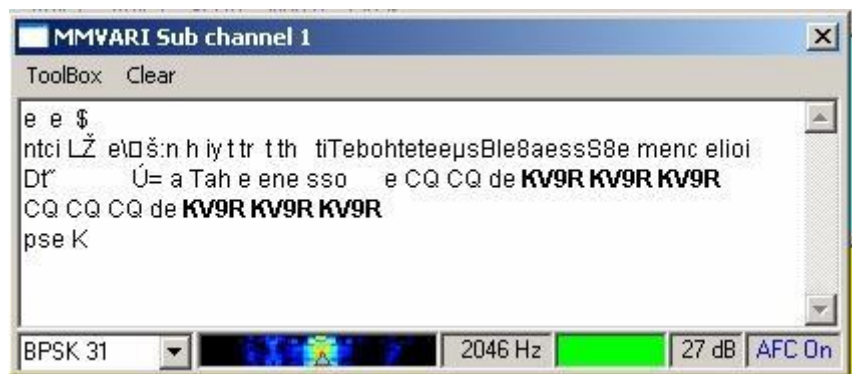 MMVARI Sub channel 1
ToolBox Clear
e e $
ntci LŽ e\¤š:n h iy t tr t th tiTebohteteeµsBle8aessS8e menc elioi
Dť˝ Ú= a Tah e ene sso e CQ CQ de KV9R KV9R KV9R
CQ CQ CQ de KV9R KV9R KV9R
pse K
BPSK 31 2046 Hz 27 dB AFC On